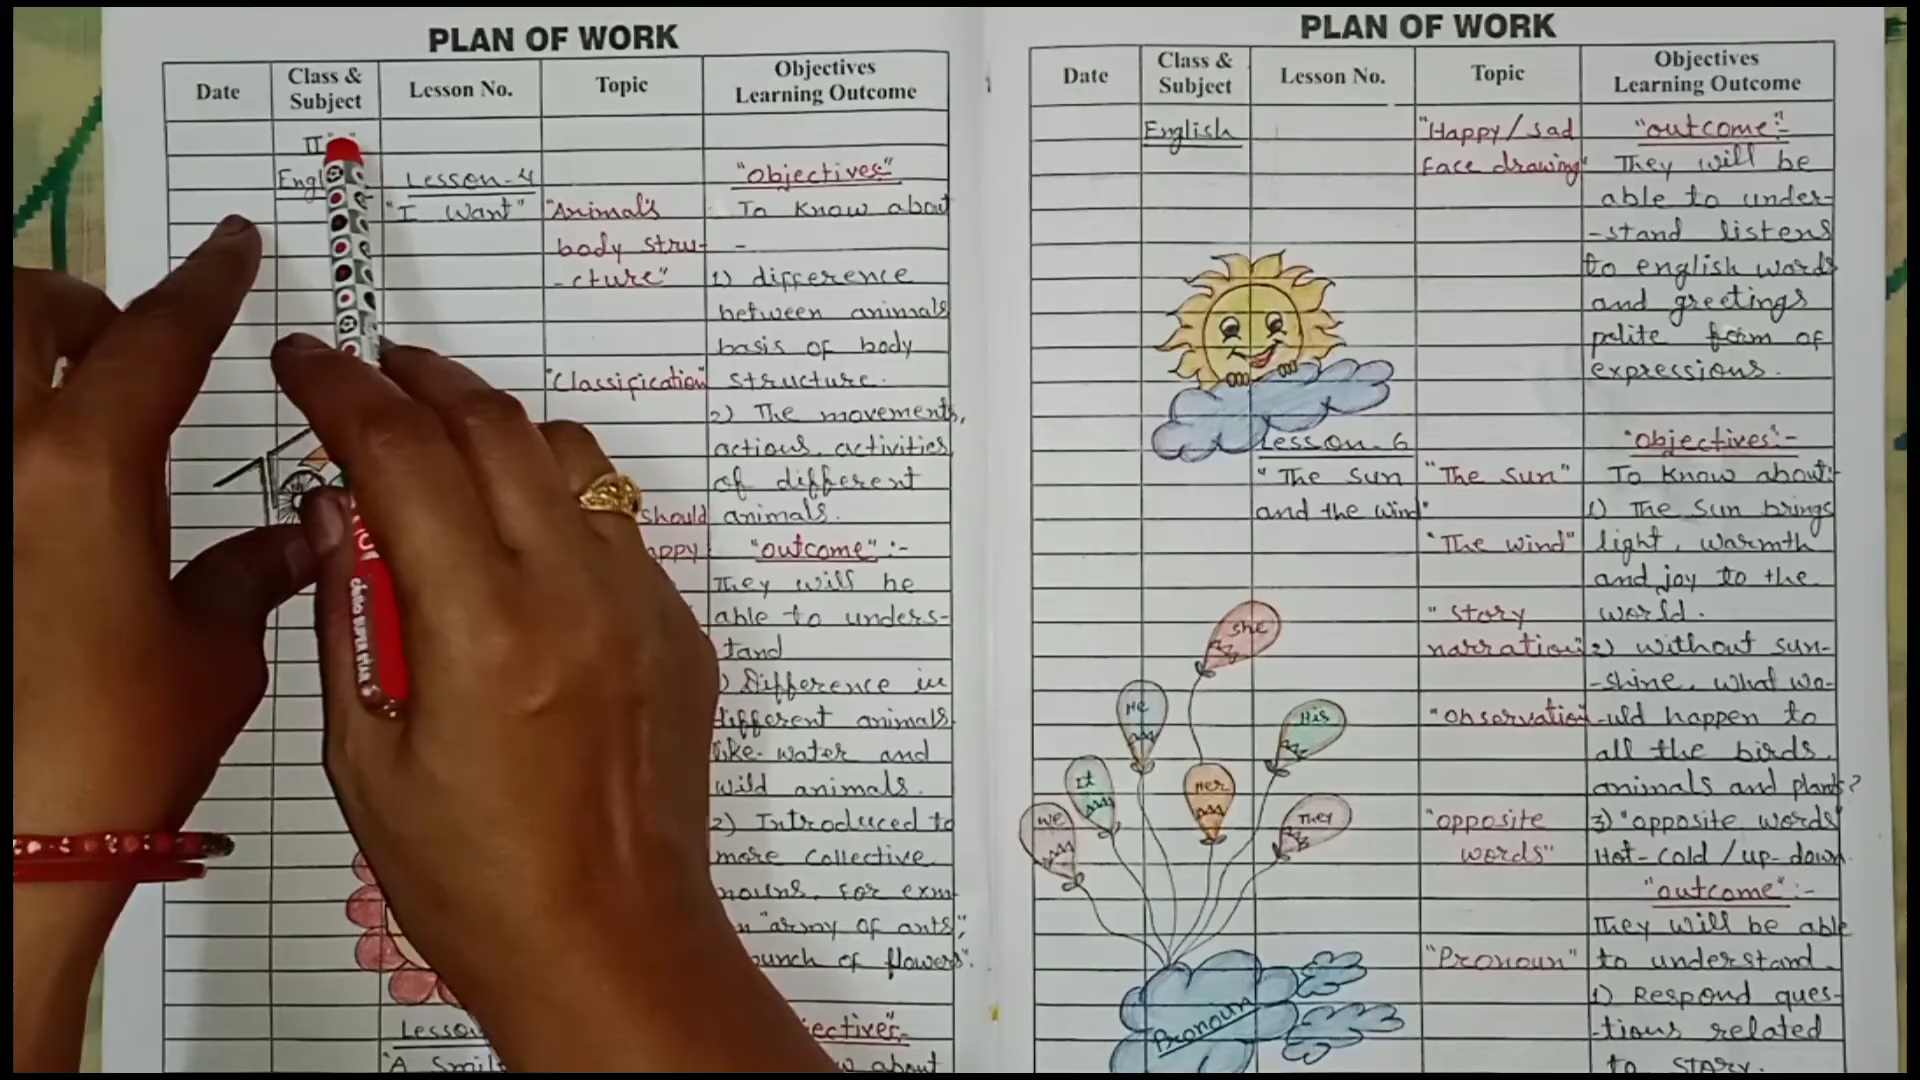 PLAN OF WORK
Date
Class &
Subject
Lesson No.
Topic
Objectives
Learning Outcome
II
Engl
Lesson-4
"I want"
"Animal's
body stru-
-cture"
"Classification"
should
appy
"Objectives:-"
To know about
-
1) difference
between animals
basis of body
structure.
2) The movements,
actions, activities
of different
animals.
"outcome" :-
They will be
able to unders-
tand
) Difference in
different animals
like- water and
wild animals.
2) Introduced to
more collective
nouns, for exm-
"army of ants",
bunch of flowers".
Lesson
"A Smil
jectives:-
w about
PLAN OF WORK
Date
Class &
Subject
Lesson No.
Topic
Objectives
Learning Outcome
English
"Happy/sad
face drawing"
"outcome":-
They will be
able to under-
-stand listens
to english words
and greetings
polite form of
expressions.
Lesson-6
"The sun
and the wind"
"The sun"
"The wind"
"story
narration"
"observation"
"opposite
words"
"Pronoun"
"objectives":-
To know about:-
1) The sun brings
light, warmth
and joy to the
world.
2) without sun-
-shine, what wo-
-uld happen to
all the birds,
animals and plants?
3) "opposite words"
Hot-cold/up-down.
"outcome" :-
They will be able
to understand.
1) Respond ques-
-tions related
to story.
She
He
His
It
Her
We
They
Pronoun